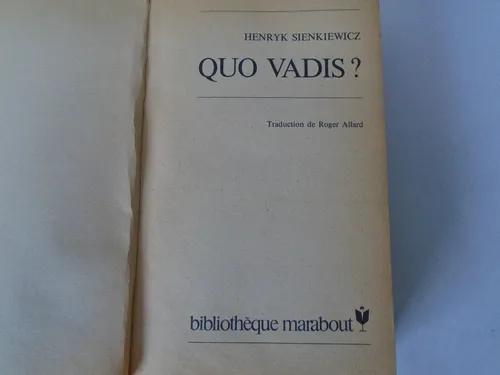 HENRYK SIENKIEWICZ
QUO VADIS ?
Traduction de Roger Allard
bibliothèque marabout